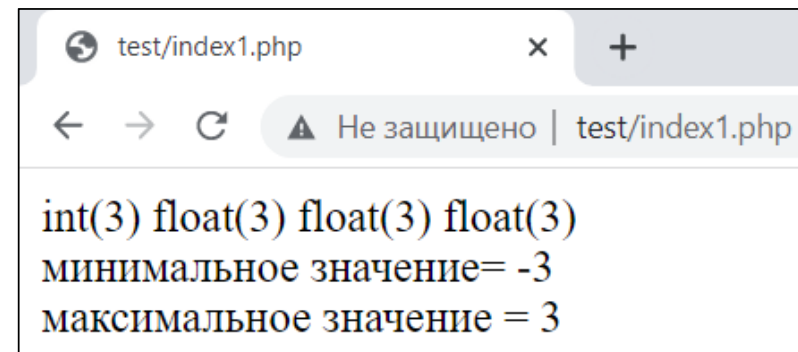 test/index1.php
Не защищено | test/index1.php
int(3) float(3) float(3) float(3)
минимальное значение= -3
максимальное значение = 3